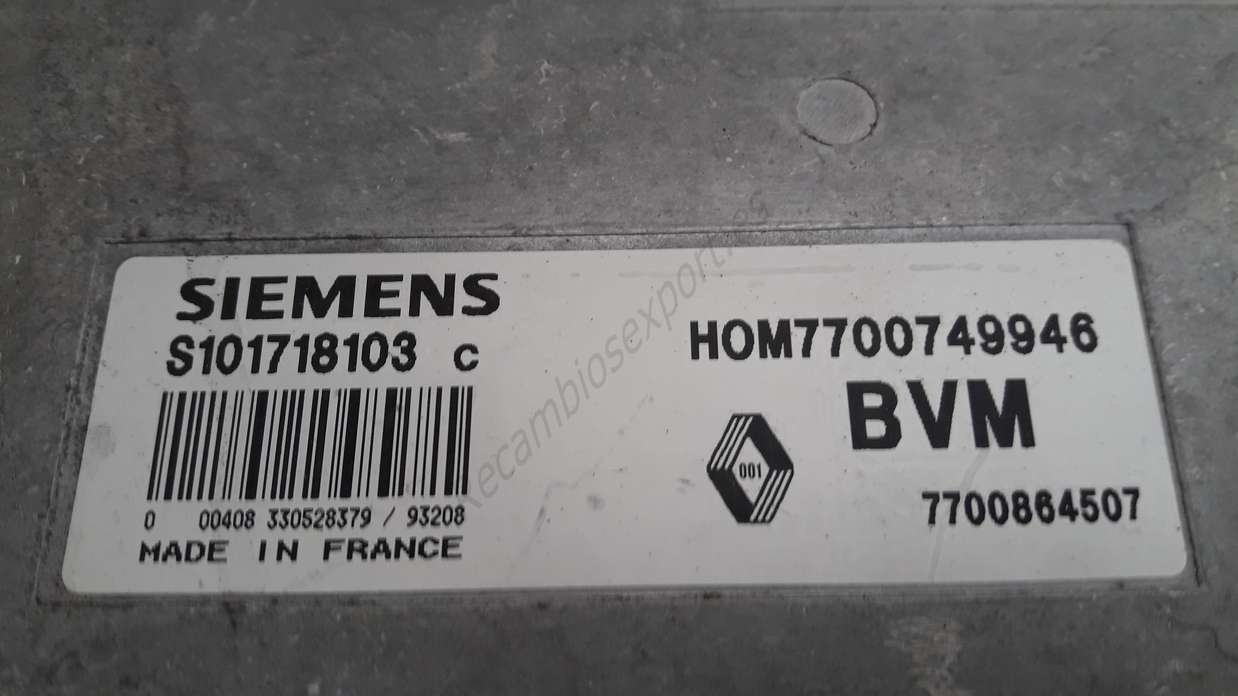 SIEMENS
S101718103 C
0 00408 330528379 / 93208
MADE IN FRANCE
HOM7700749946
BVM
001
7700864507
Recambiosexport.es